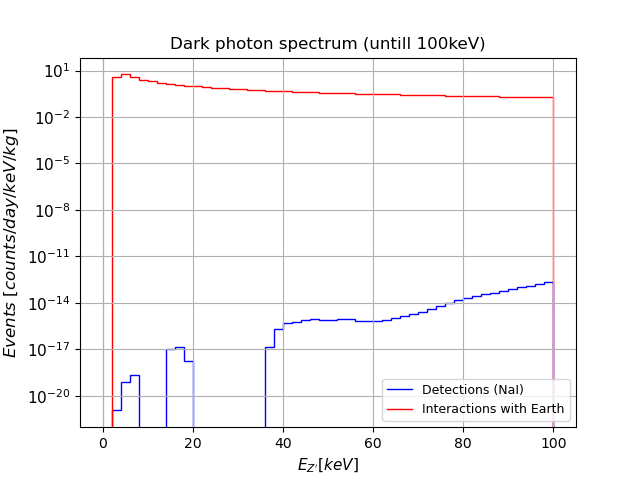 Dark photon spectrum (untill 100keV)
Events [counts/day/keV/kg]
10^1
10^-2
10^-5
10^-8
10^-11
10^-14
10^-17
10^-20
Detections (NaI)
Interactions with Earth
0 20 40 60 80 100
E_Z'[keV]